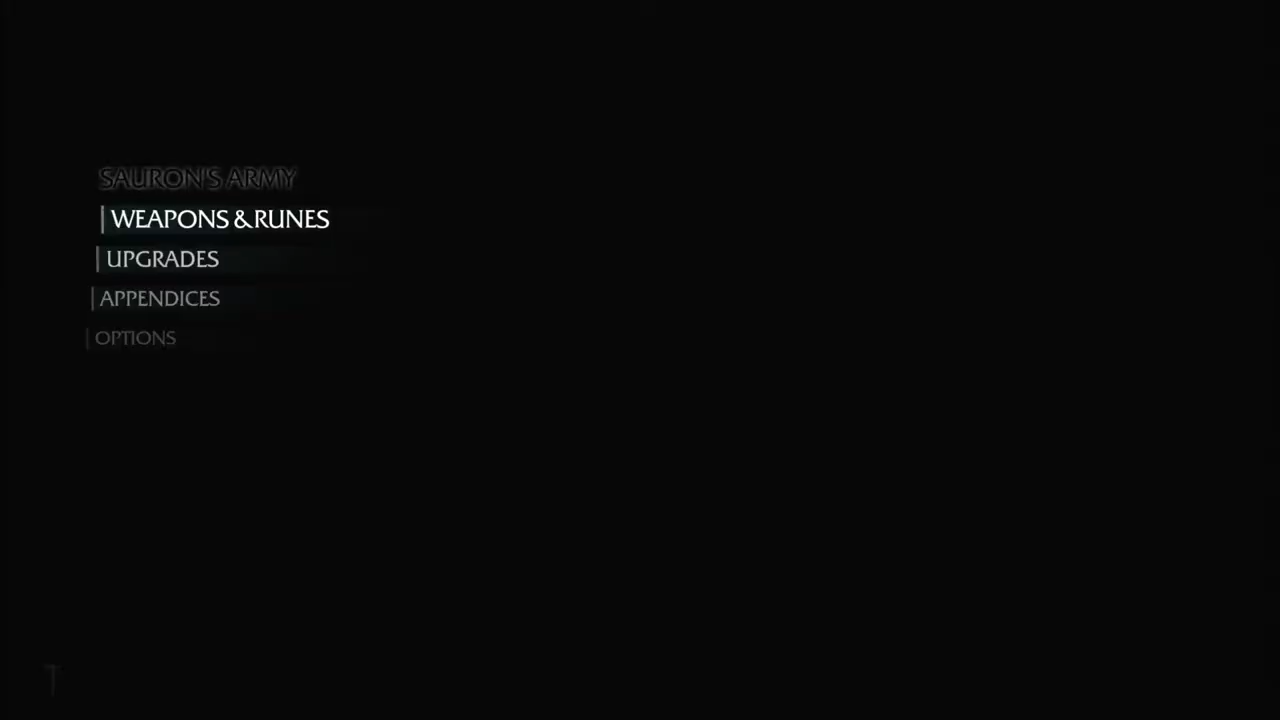 SAURON'S ARMY
WEAPONS & RUNES
UPGRADES
APPENDICES
OPTIONS